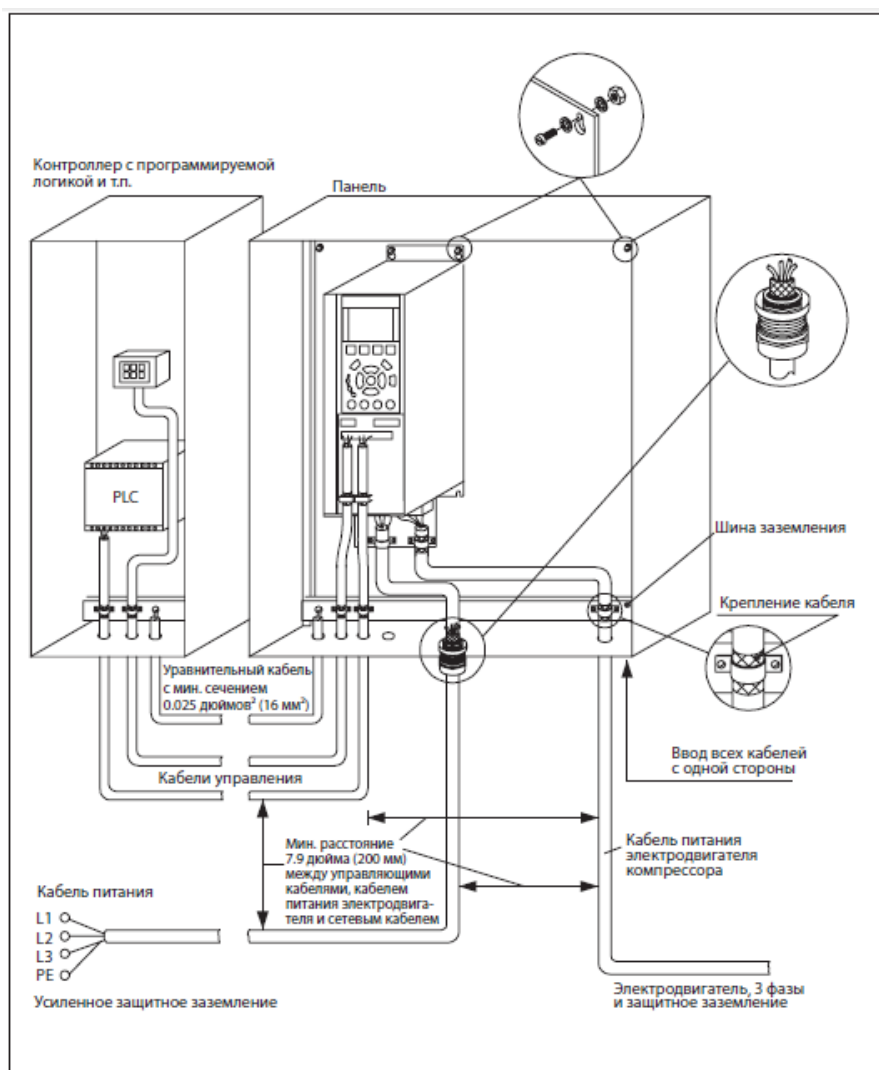 Контроллер с программируемой
логикой и т.п.
Панель
PLC
Шина заземления
Крепление кабеля
Уравнительный кабель
с мин. сечением
0.025 дюймов² (16 мм²)
Ввод всех кабелей
с одной стороны
Кабели управления
Мин. расстояние
7.9 дюйма (200 мм)
между управляющими
кабелями, кабелем
питания электродвига-
теля и сетевым кабелем
Кабель питания
электродвигателя
компрессора
Кабель питания
L1
L2
L3
PE
Усиленное защитное заземление
Электродвигатель, 3 фазы
и защитное заземление